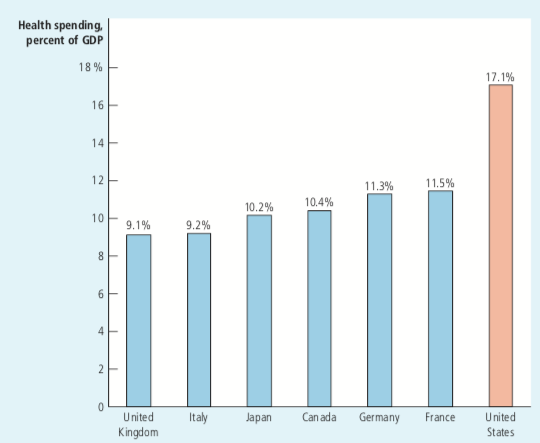 Health spending,
percent of GDP
18 %
16
14
12
10
8
6
4
2
0
9.1%
9.2%
10.2%
10.4%
11.3%
11.5%
17.1%
United
Kingdom
Italy
Japan
Canada
Germany
France
United
States